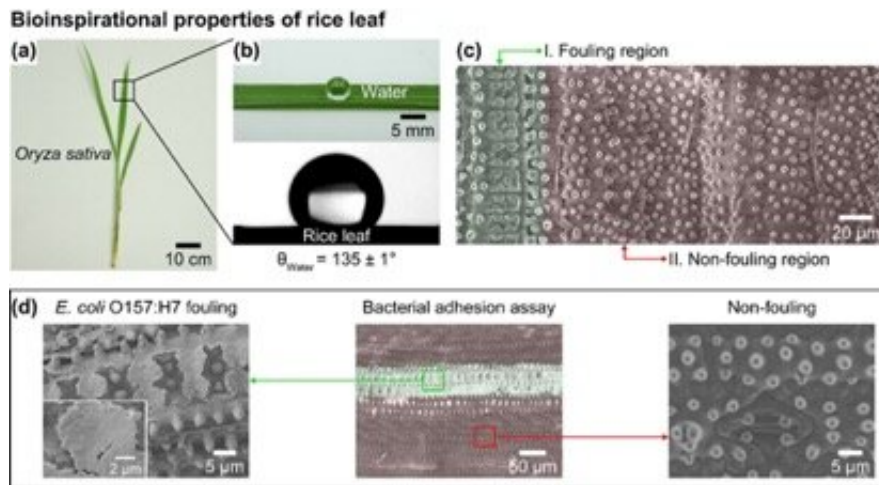 Bioinspirational properties of rice leaf
(a)
Oryza sativa
10 cm
(b)
Water
5 mm
Rice leaf
θWater = 135 ± 1°
(c)
I. Fouling region
20 µm
II. Non-fouling region
(d)
E. coli O157:H7 fouling
2 µm
5 µm
Bacterial adhesion assay
50 µm
Non-fouling
5 µm